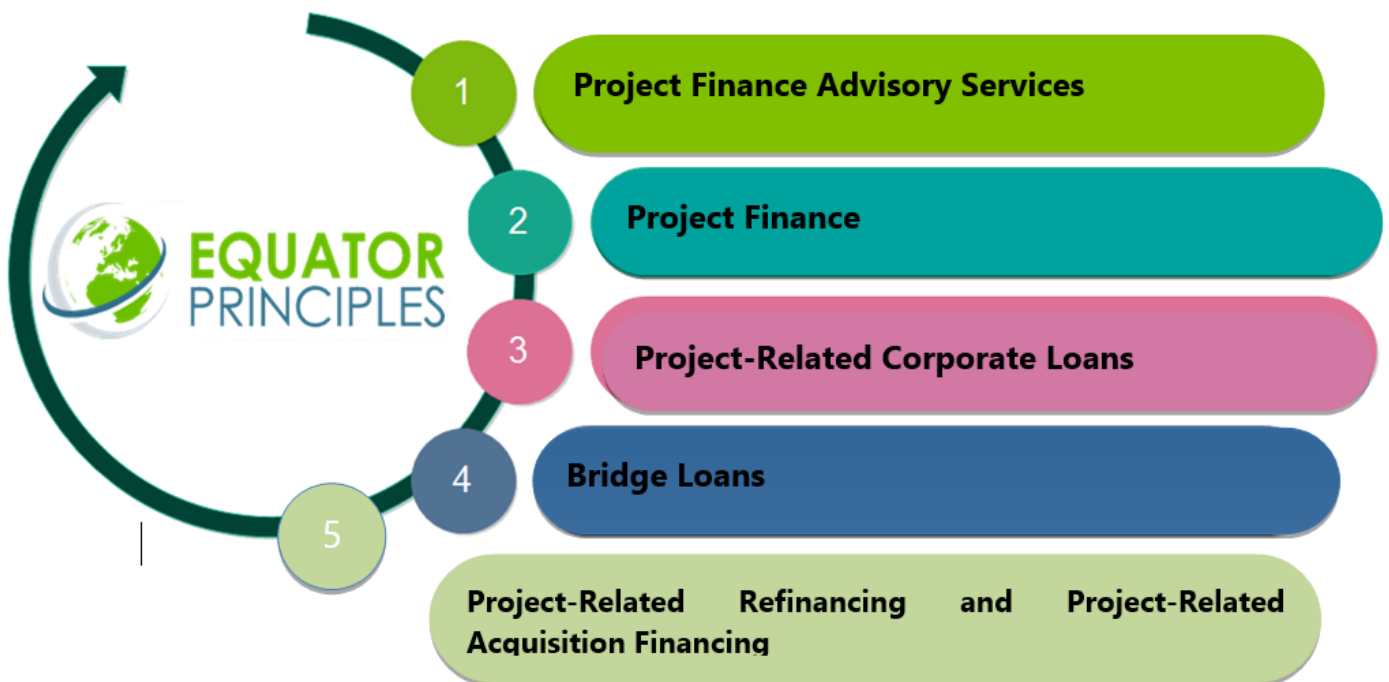 1
Project Finance Advisory Services
2
Project Finance
EQUATOR
PRINCIPLES
3
Project-Related Corporate Loans
4
Bridge Loans
5
Project-Related Refinancing and Project-Related
Acquisition Financing